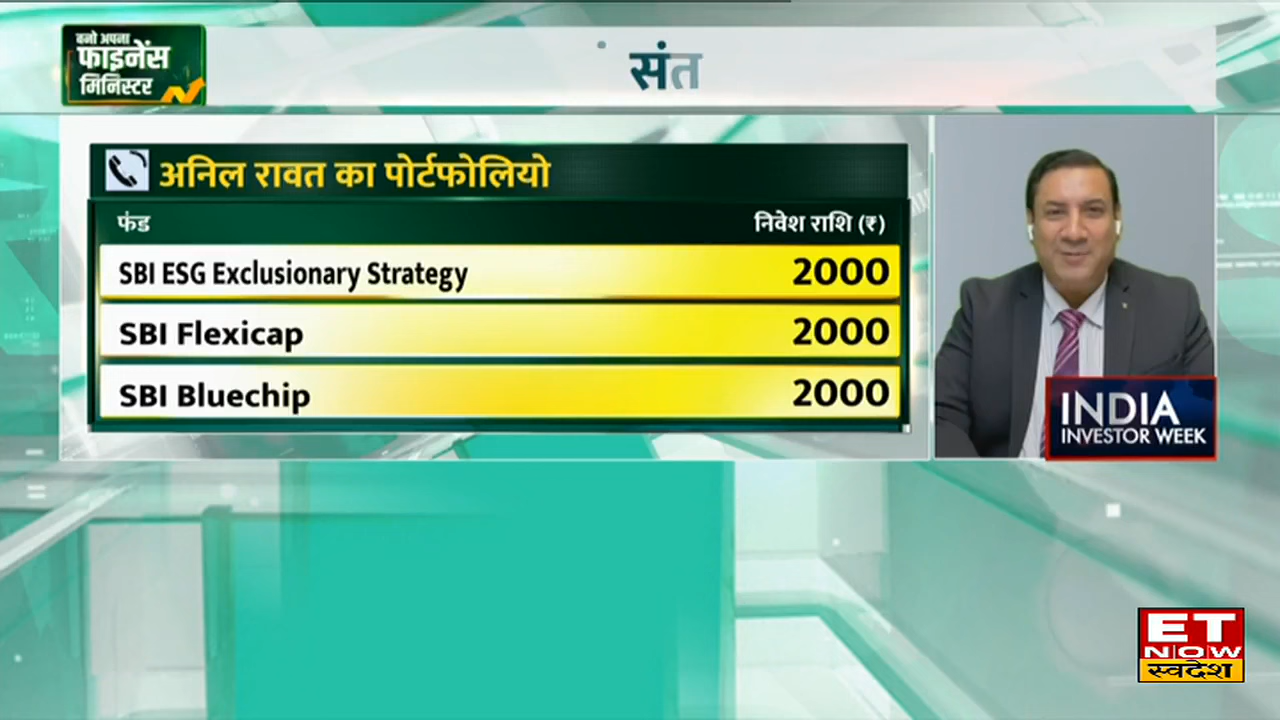 बनो अपना
फाइनेंस
मिनिस्टर
संत
अनिल रावत का पोर्टफोलियो
फंड निवेश राशि (₹)
SBI ESG Exclusionary Strategy 2000
SBI Flexicap 2000
SBI Bluechip 2000
INDIA
INVESTOR WEEK
ET
NOW
स्वदेश